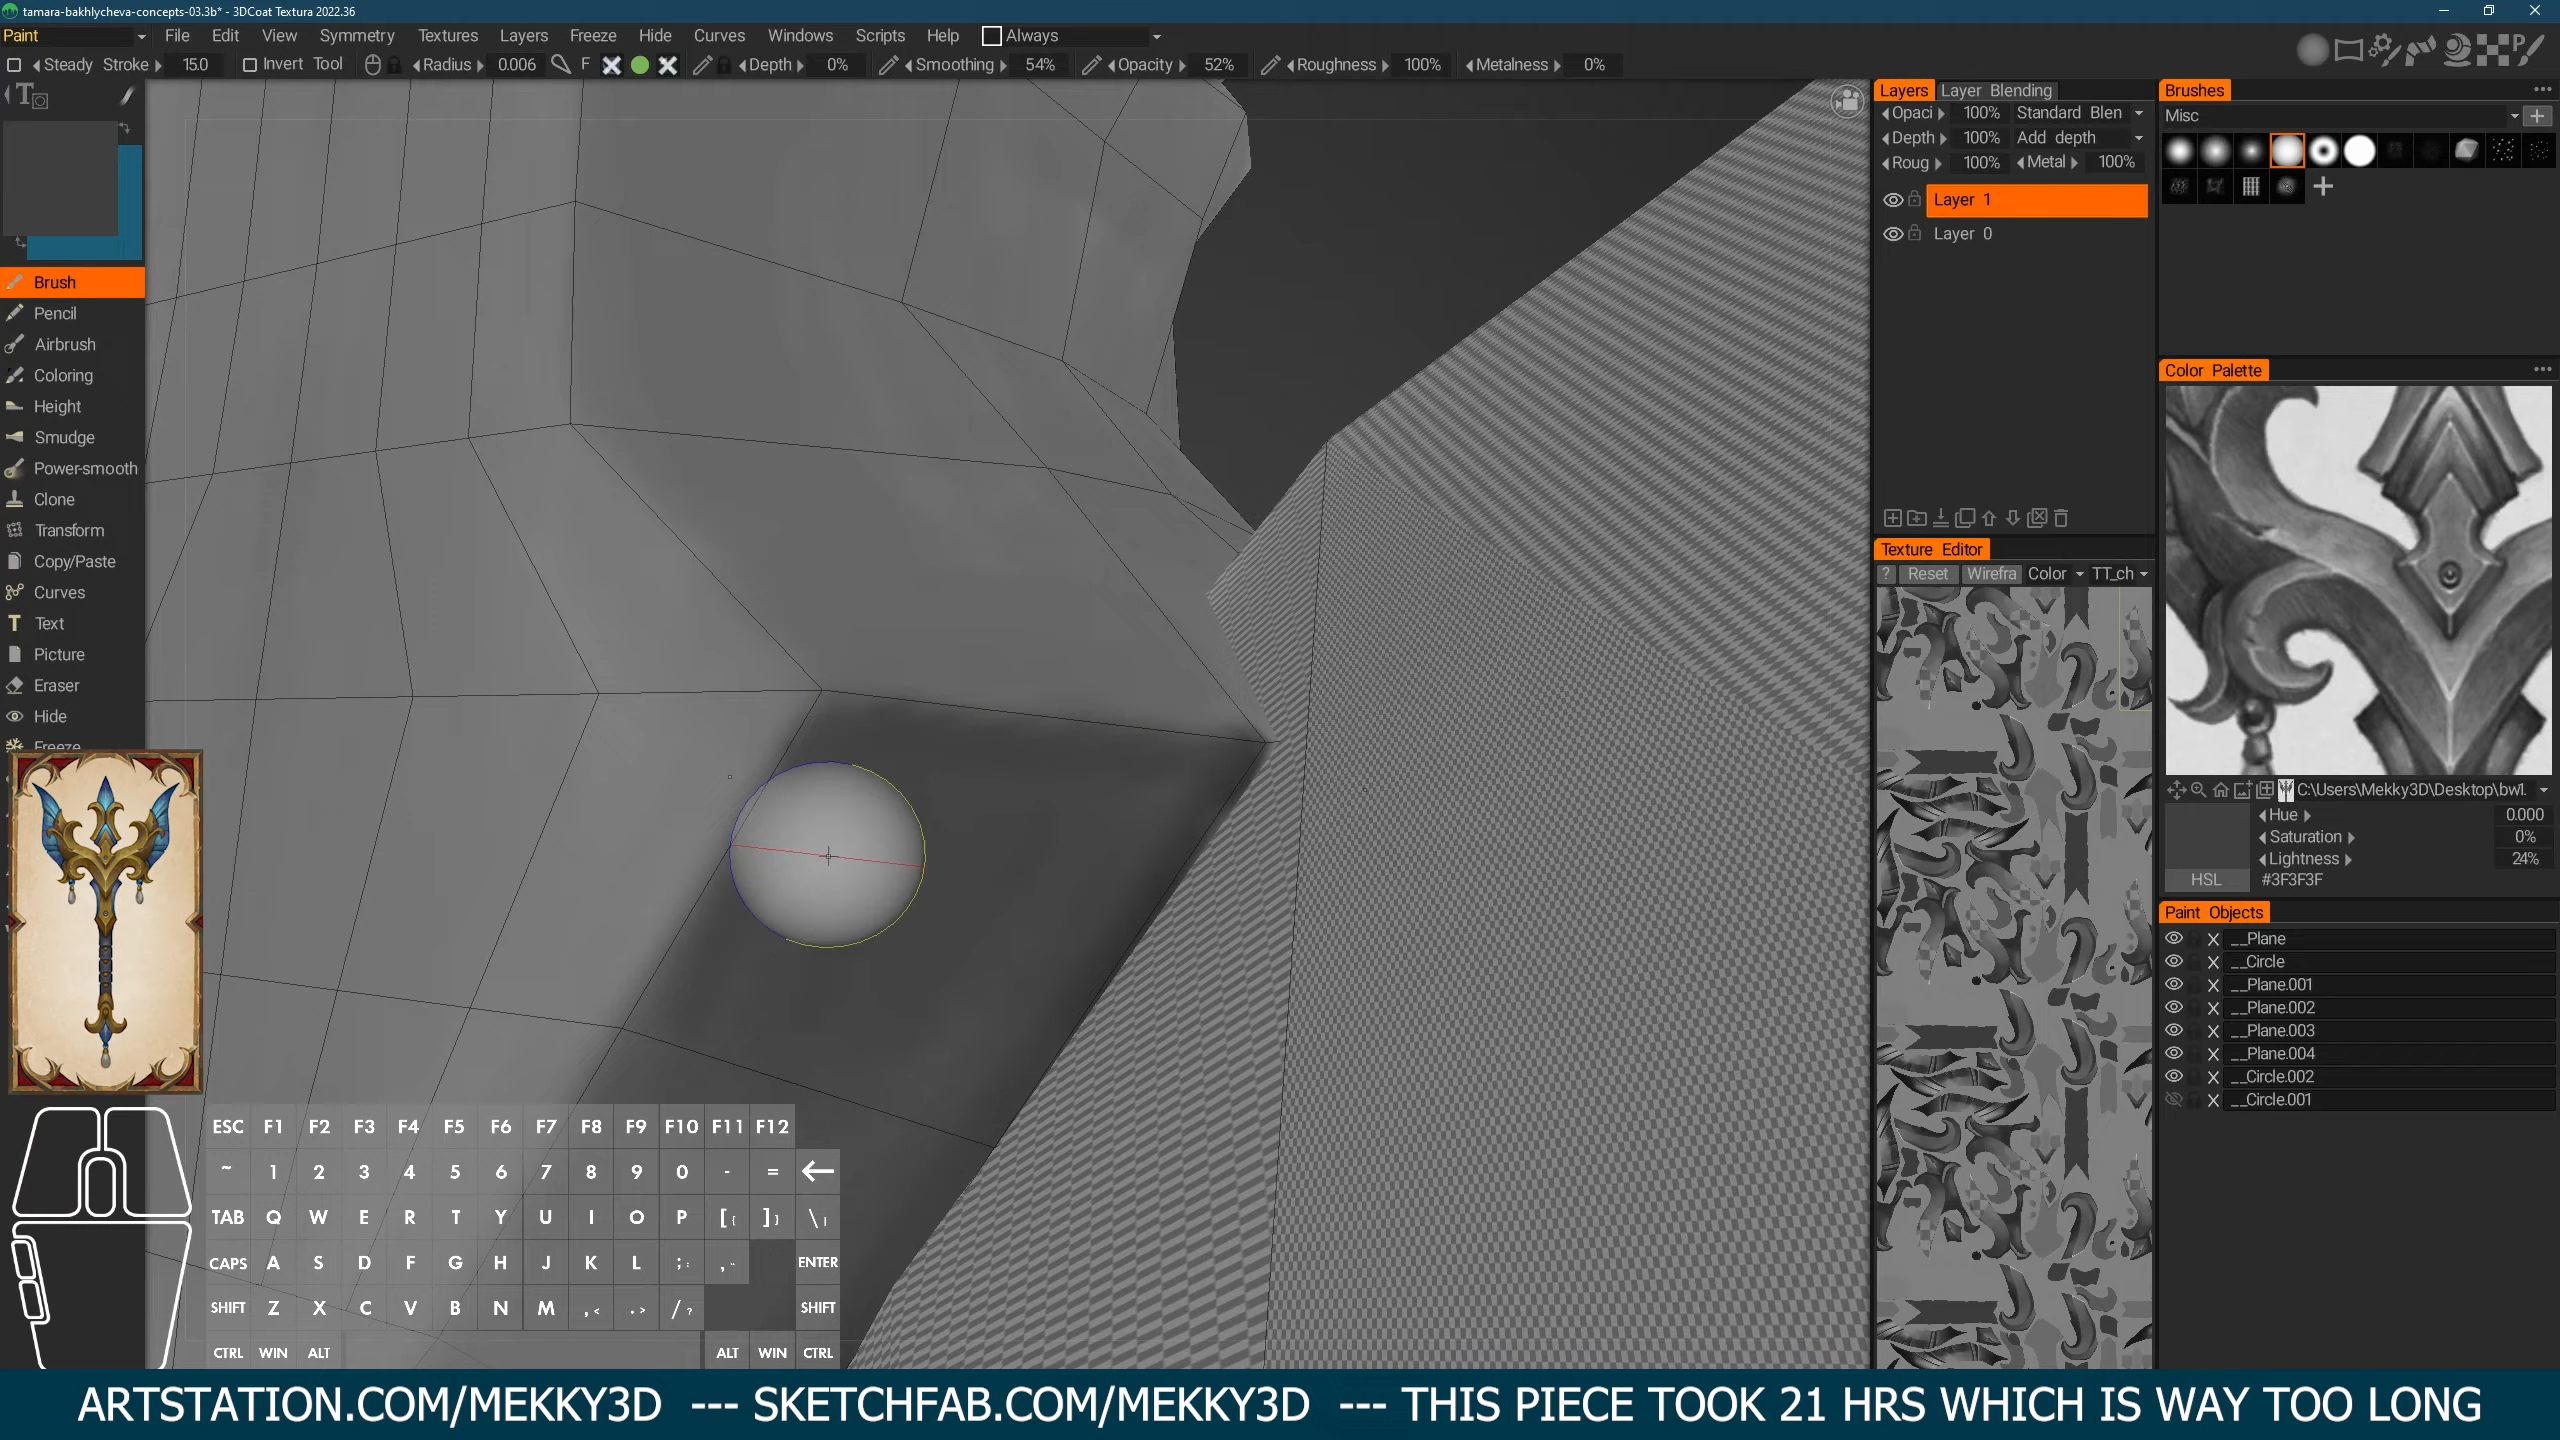 tamara-bakhlycheva-concepts-03.3b* - 3DCoat Textura 2022.36
Paint File Edit View Symmetry Textures Layers Freeze Hide Curves Windows Scripts Help Always
Steady Stroke 15.0 Invert Tool Radius 0.006 F Depth 0% Smoothing 54% Opacity 52% Roughness 100% Metalness 0%
Brush
Pencil
Airbrush
Coloring
Height
Smudge
Power-smooth
Clone
Transform
Copy/Paste
Curves
Text
Picture
Eraser
Hide
Freeze
Layers Layer Blending
Opaci 100% Standard Blen
Depth 100% Add depth
Roug 100% Metal 100%
Layer 1
Layer 0
Texture Editor
? Reset Wirefra Color TT_ch
Brushes
Misc
Color Palette
C:\Users\Mekky3D\Desktop\bw1.
Hue 0.000
Saturation 0%
Lightness 24%
HSL #3F3F3F
Paint Objects
X __Plane
X __Circle
X __Plane.001
X __Plane.002
X __Plane.003
X __Plane.004
X __Circle.002
X __Circle.001
ESC F1 F2 F3 F4 F5 F6 F7 F8 F9 F10 F11 F12
~ 1 2 3 4 5 6 7 8 9 0 - =
TAB Q W E R T Y U I O P [ { ] } \ |
CAPS A S D F G H J K L ; : , " ENTER
SHIFT Z X C V B N M , < . > / ? SHIFT
CTRL WIN ALT ALT WIN CTRL
ARTSTATION.COM/MEKKY3D --- SKETCHFAB.COM/MEKKY3D --- THIS PIECE TOOK 21 HRS WHICH IS WAY TOO LONG